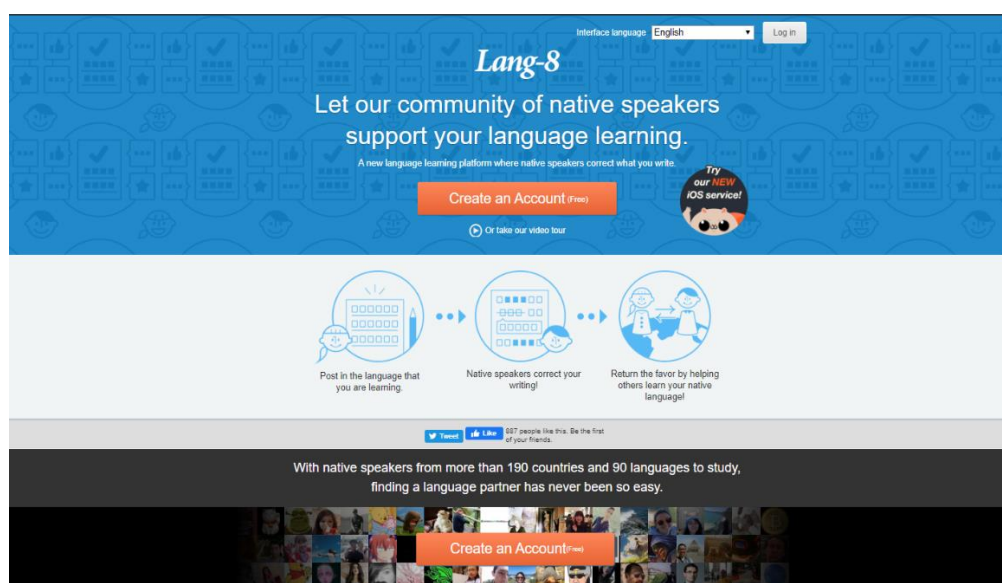 Interface language English Log in
Lang-8
Let our community of native speakers
support your language learning.
A new language learning platform where native speakers correct what you write.
Try
our NEW
iOS service!
Create an Account (Free)
Or take our video tour
Post in the language that
you are learning.
Native speakers correct your
writing!
Return the favor by helping
others learn your native
language!
Tweet Like 887 people like this. Be the first
of your friends.
With native speakers from more than 190 countries and 90 languages to study,
finding a language partner has never been so easy.
Create an Account(Free)